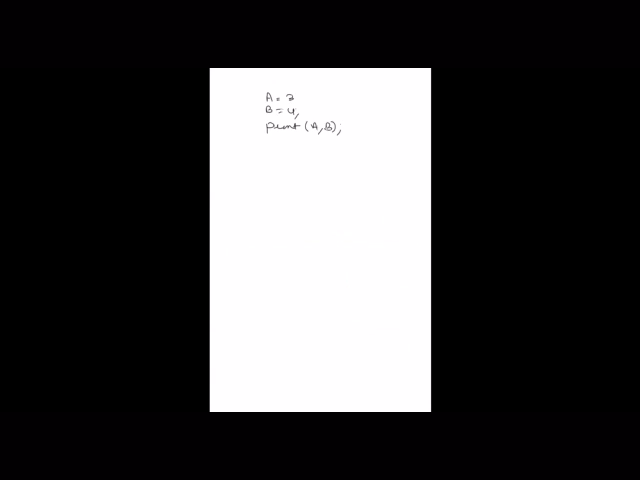 A = 2
B = 4,
print (A, B);